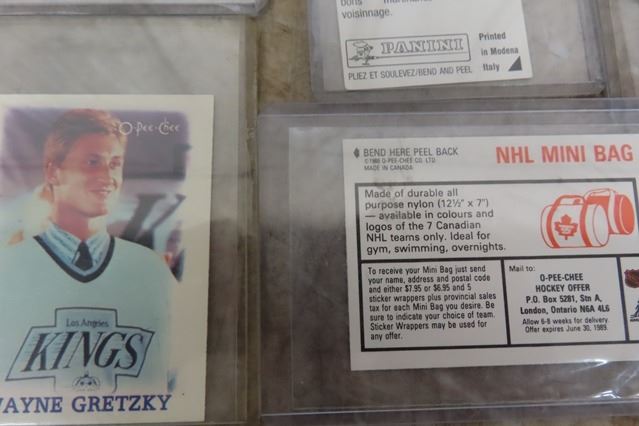 voisinnage.
PANINI
PLIEZ ET SOULEVEZ/BEND AND PEEL
Printed
in Modena
Italy
O-Pee-Chee
Los Angeles
KINGS
WAYNE GRETZKY
BEND HERE PEEL BACK
© 1988 O-PEE-CHEE CO. LTD.
MADE IN CANADA
NHL MINI BAG
Made of durable all
purpose nylon (12½" x 7")
— available in colours and
logos of the 7 Canadian
NHL teams only. Ideal for
gym, swimming, overnights.
To receive your Mini Bag just send
your name, address and postal code
and either $7.95 or $6.95 and 5
sticker wrappers plus provincial sales
tax for each Mini Bag you desire. Be
sure to indicate your choice of team.
Sticker Wrappers may be used for
any offer.
Mail to:
O-PEE-CHEE
HOCKEY OFFER
P.O. Box 5281, Stn A,
London, Ontario N6A 4L6
Allow 6-8 weeks for delivery.
Offer expires June 30, 1989.